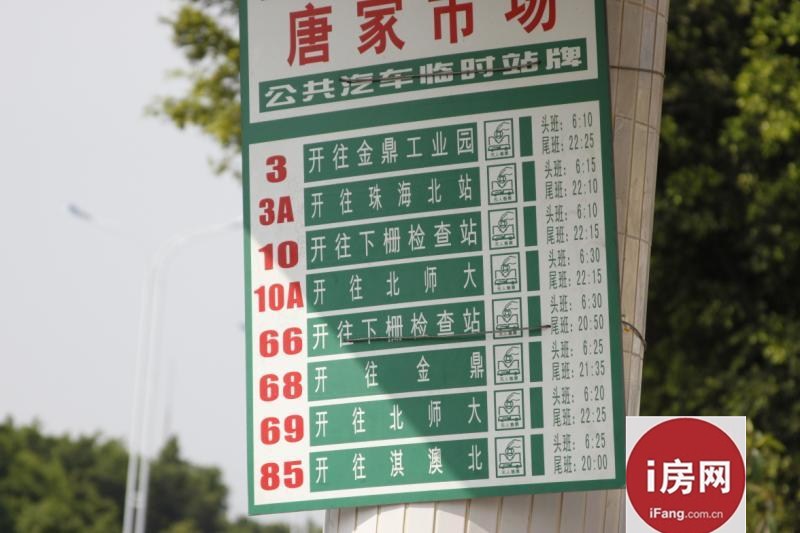 唐家市场
公共汽车临时站牌
3 开往金鼎工业园 头班：6:10 尾班：22:25
3A 开往珠海北站 头班：6:15 尾班：22:10
10 开往下栅检查站 头班：6:10 尾班：22:15
10A 开往北师大 头班：6:30 尾班：22:15
66 开往下栅检查站 头班：6:30 尾班：20:50
68 开往金鼎 头班：6:25 尾班：21:35
69 开往北师大 头班：6:20 尾班：22:25
85 开往淇澳北 头班：6:25 尾班：20:00
i房网
iFang.com.cn